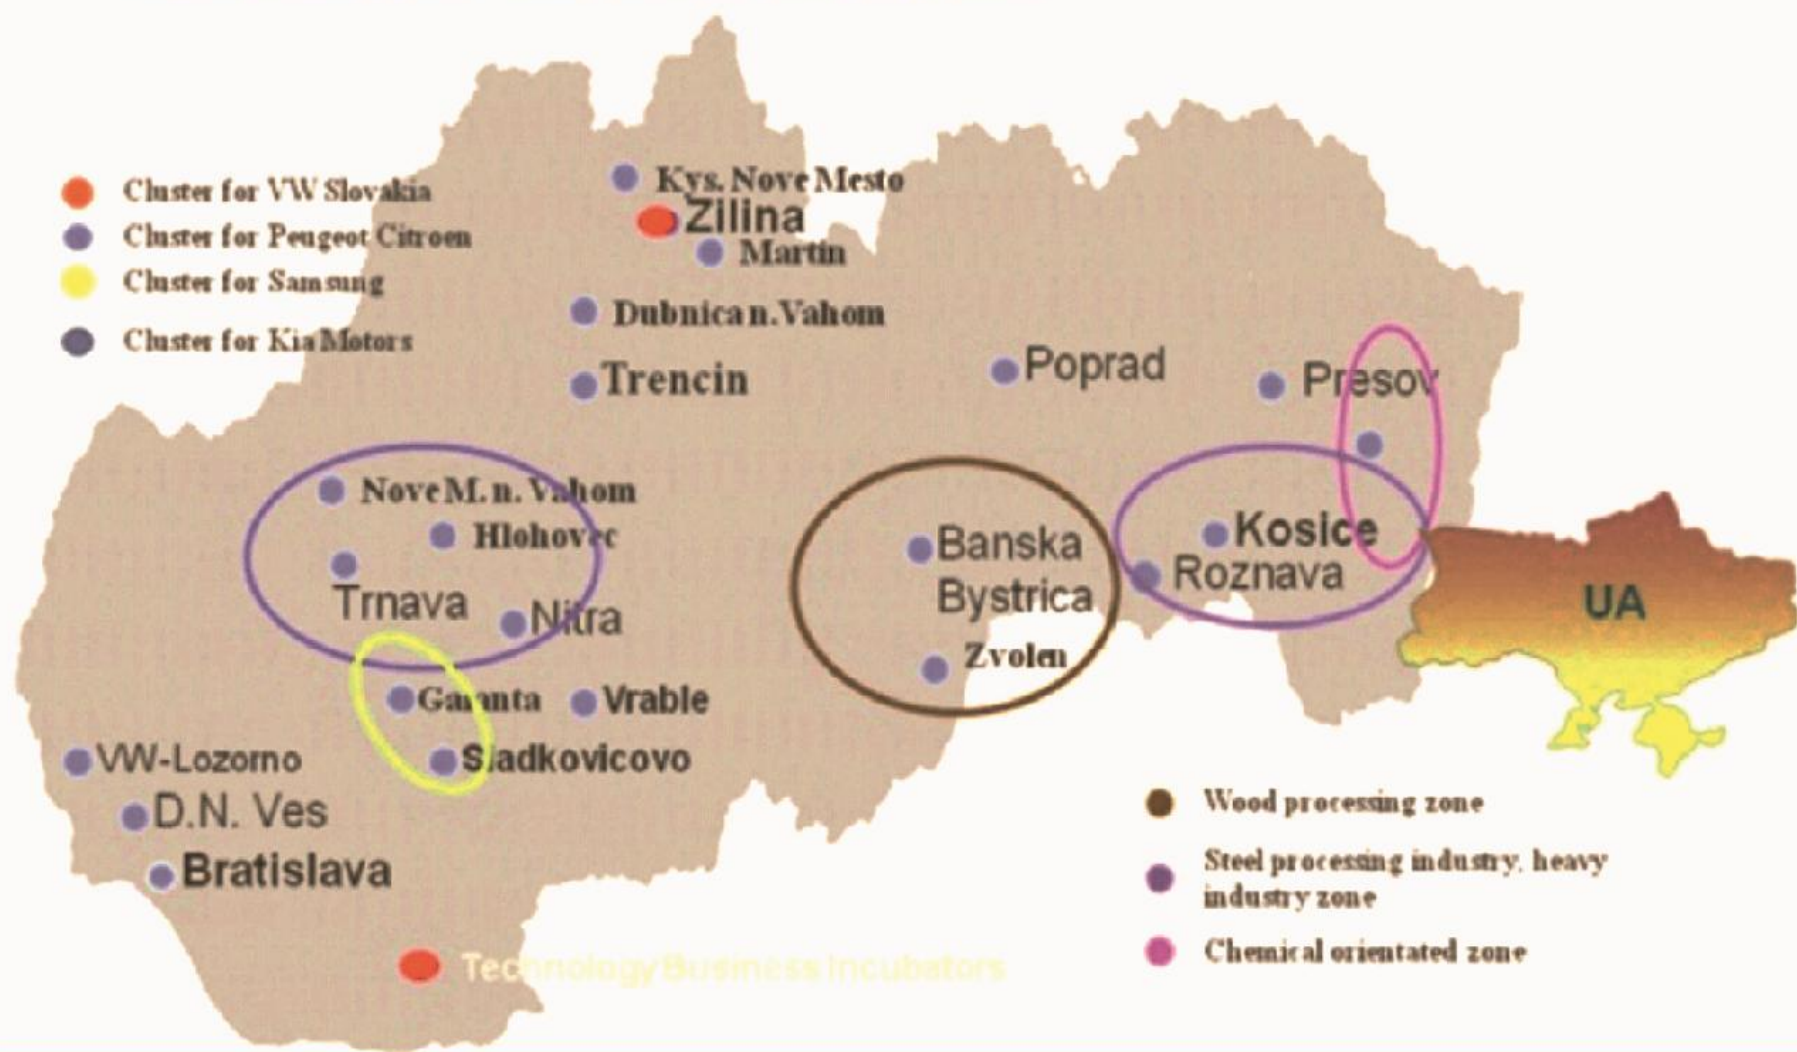 Cluster for VW Slovakia
Cluster for Peugeot Citroen
Cluster for Samsung
Cluster for Kia Motors
Kys. Nove Mesto
Zilina
Martin
Dubnica n. Vahom
Trencin
Poprad
Presov
Nove M. n. Vahom
Hlohovec
Trnava
Nitra
Banska
Bystrica
Zvolen
Kosice
Roznava
UA
Galanta
Vrable
Sladkovicovo
VW-Lozorno
D.N. Ves
Bratislava
Technology Business Incubators
Wood processing zone
Steel processing industry, heavy
industry zone
Chemical orientated zone